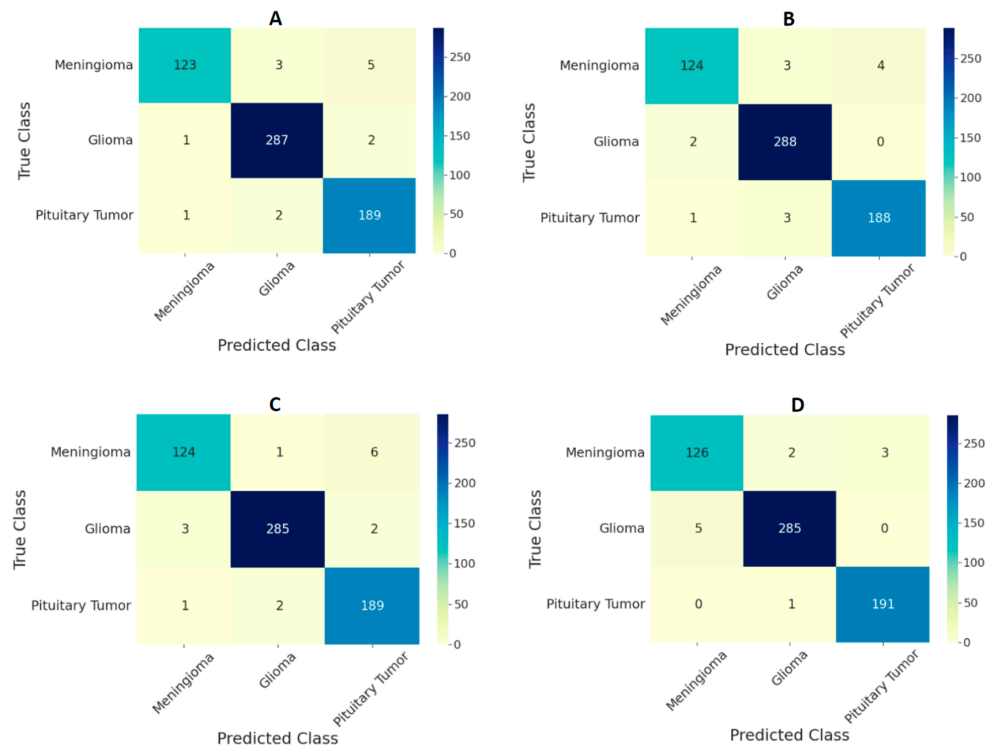 A
Meningioma 123 3 5
Glioma 1 287 2
Pituitary Tumor 1 2 189
True Class
Meningioma Glioma Pituitary Tumor
Predicted Class
250
200
150
100
50
0
B
Meningioma 124 3 4
Glioma 2 288 0
Pituitary Tumor 1 3 188
True Class
Meningioma Glioma Pituitary Tumor
Predicted Class
250
200
150
100
50
0
C
Meningioma 124 1 6
Glioma 3 285 2
Pituitary Tumor 1 2 189
True Class
Meningioma Glioma Pituitary Tumor
Predicted Class
250
200
150
100
50
0
D
Meningioma 126 2 3
Glioma 5 285 0
Pituitary Tumor 0 1 191
True Class
Meningioma Glioma Pituitary Tumor
Predicted Class
250
200
150
100
50
0